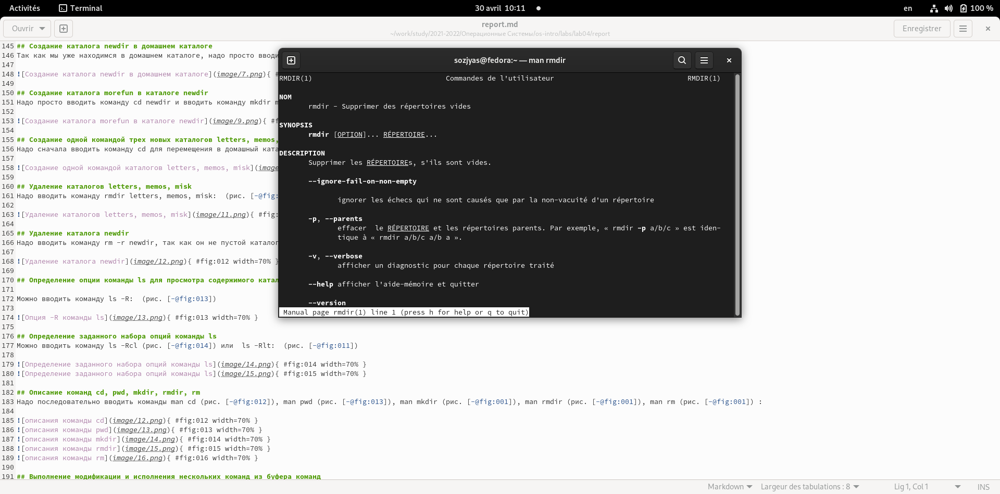 Activités
Terminal
30 avril 10:11
en
100 %
Ouvrir
report.md
~/work/study/2021-2022/Операционные Системы/os-intro/labs/lab04/report
Enregistrer
145 ## Создание каталога newdir в домашнем каталоге
146 Так как мы уже находимся в домашнем каталоге, надо просто
147
148 ![Создание каталога newdir в домашнем каталоге](image/7.png){
149
150 ## Создание каталога morefun в каталоге newdir
151 Надо просто вводить команду cd newdir и вводить команду mkdir
152
153 ![Создание каталога morefun в каталоге newdir](image/9.png){
154
155 ## Создание одной командой трех новых каталогов letters, memos,
156 Надо сначала вводить команду cd для перемещения в домашный
157
158 ![Создание одной командой каталогов letters, memos, misk](image
159
160 ## Удаление каталогов letters, memos, misk
161 Надо вводить команду rmdir letters, memos, misk:  (рис. [-@fig:
162
163 ![Удаление каталогов letters, memos, misk](image/11.png){ #fig:
164
165 ## Удаление каталога newdir
166 Надо вводить команду rm -r newdir, так как он не пустой каталог
167
168 ![Удаление каталога newdir](image/12.png){ #fig:012 width=70% }
169
170 ## Определение опции команды ls для просмотра содержимого
171
172 Можно вводить команду ls -R:  (рис. [-@fig:013])
173
174 ![Опция -R команды ls](image/13.png){ #fig:013 width=70% }
175
176 ## Определение заданного набора опций команды ls
177 Можно вводить команду ls -Rcl (рис. [-@fig:014]) или  ls -Rlt:  (рис. [-@fig:011])
178
179 ![Определение заданного набора опций команды ls](image/14.png){ #fig:014 width=70% }
180 ![Определение заданного набора опций команды ls](image/15.png){ #fig:015 width=70% }
181
182 ## Описание команд cd, pwd, mkdir, rmdir, rm
183 Надо последовательно вводить команды man cd (рис. [-@fig:012]), man pwd (рис. [-@fig:013]), man mkdir (рис. [-@fig:001]), man rmdir (рис. [-@fig:001]), man rm (рис. [-@fig:001]) :
184
185 ![описания команды cd](image/12.png){ #fig:012 width=70% }
186 ![описания команды pwd](image/13.png){ #fig:013 width=70% }
187 ![описания команды mkdir](image/14.png){ #fig:014 width=70% }
188 ![описания команды rmdir](image/15.png){ #fig:015 width=70% }
189 ![описания команды rm](image/16.png){ #fig:016 width=70% }
190
191 ## Выполнение модификации и исполнения нескольких команд из буфера команд
sozjyas@fedora:~ — man rmdir
RMDIR(1) Commandes de l'utilisateur RMDIR(1)
NOM
rmdir - Supprimer des répertoires vides
SYNOPSIS
rmdir [OPTION]... RÉPERTOIRE...
DESCRIPTION
Supprimer les RÉPERTOIREs, s'ils sont vides.
--ignore-fail-on-non-empty
ignorer les échecs qui ne sont causés que par la non-vacuité d'un répertoire
-p, --parents
effacer  le RÉPERTOIRE et les répertoires parents. Par exemple, « rmdir -p a/b/c » est iden-
tique à « rmdir a/b/c a/b a ».
-v, --verbose
afficher un diagnostic pour chaque répertoire traité
--help afficher l'aide-mémoire et quitter
--version
Manual page rmdir(1) line 1 (press h for help or q to quit)
Markdown
Largeur des tabulations : 8
Lig 1, Col 1
INS